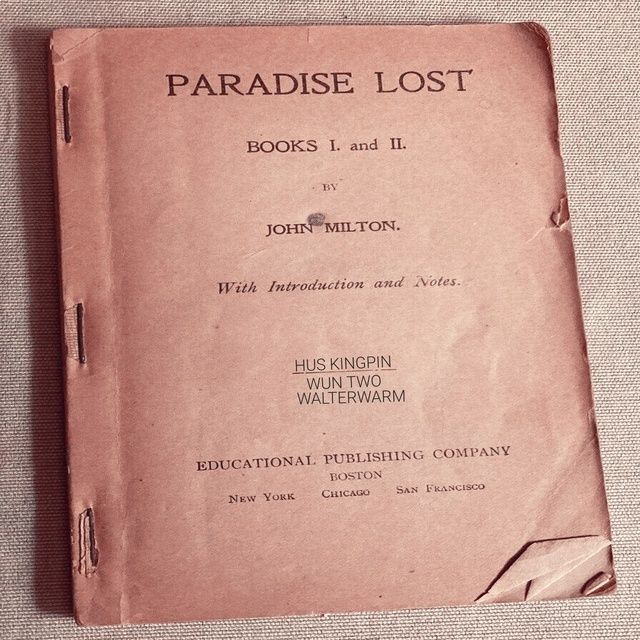 PARADISE LOST
BOOKS I. and II.
BY
JOHN MILTON.
With Introduction and Notes.
HUS KINGPIN
WUN TWO
WALTERWARM
EDUCATIONAL PUBLISHING COMPANY
BOSTON
NEW YORK CHICAGO SAN FRANCISCO